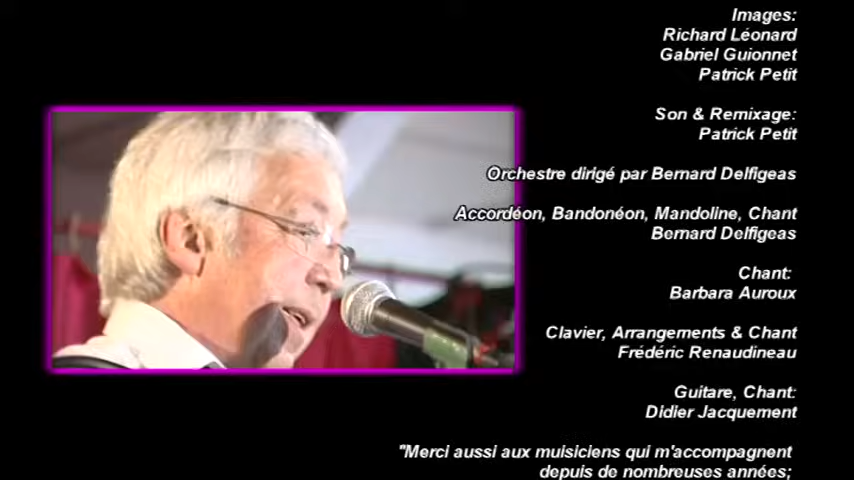 Images:
Richard Léonard
Gabriel Guionnet
Patrick Petit
Son & Remixage:
Patrick Petit
Orchestre dirigé par Bernard Delfigeas
Accordéon, Bandonéon, Mandoline, Chant
Bernard Delfigeas
Chant:
Barbara Auroux
Clavier, Arrangements & Chant
Frédéric Renaudineau
Guitare, Chant:
Didier Jacquement
"Merci aussi aux muisiciens qui m'accompagnent
depuis de nombreuses années;